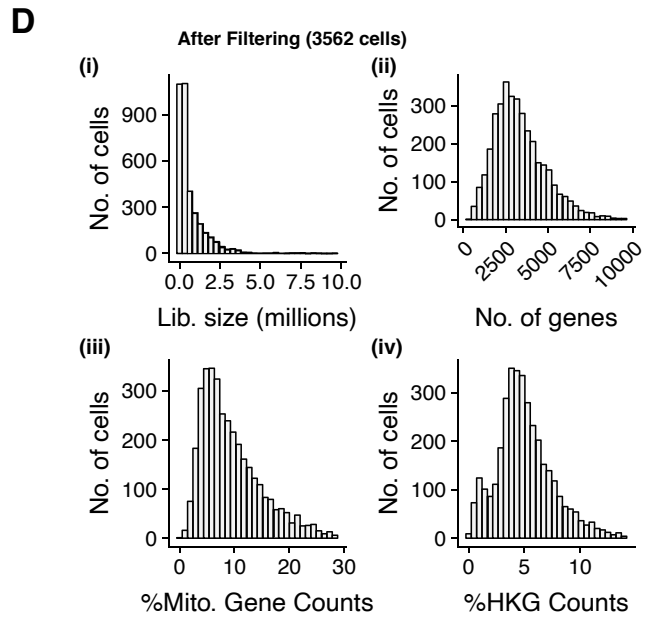 D
After Filtering (3562 cells)
(i)
No. of cells
900
600
300
0
0.0 2.5 5.0 7.5 10.0
Lib. size (millions)
(ii)
No. of cells
300
200
100
0
0 2500 5000 7500 10000
No. of genes
(iii)
No. of cells
300
200
100
0
0 10 20 30
%Mito. Gene Counts
(iv)
No. of cells
300
200
100
0
0 5 10
%HKG Counts